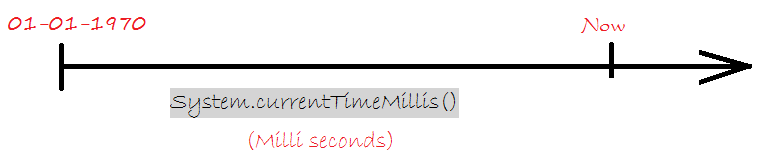 01-01-1970
Now
System.currentTimeMillis()
(Milli seconds)